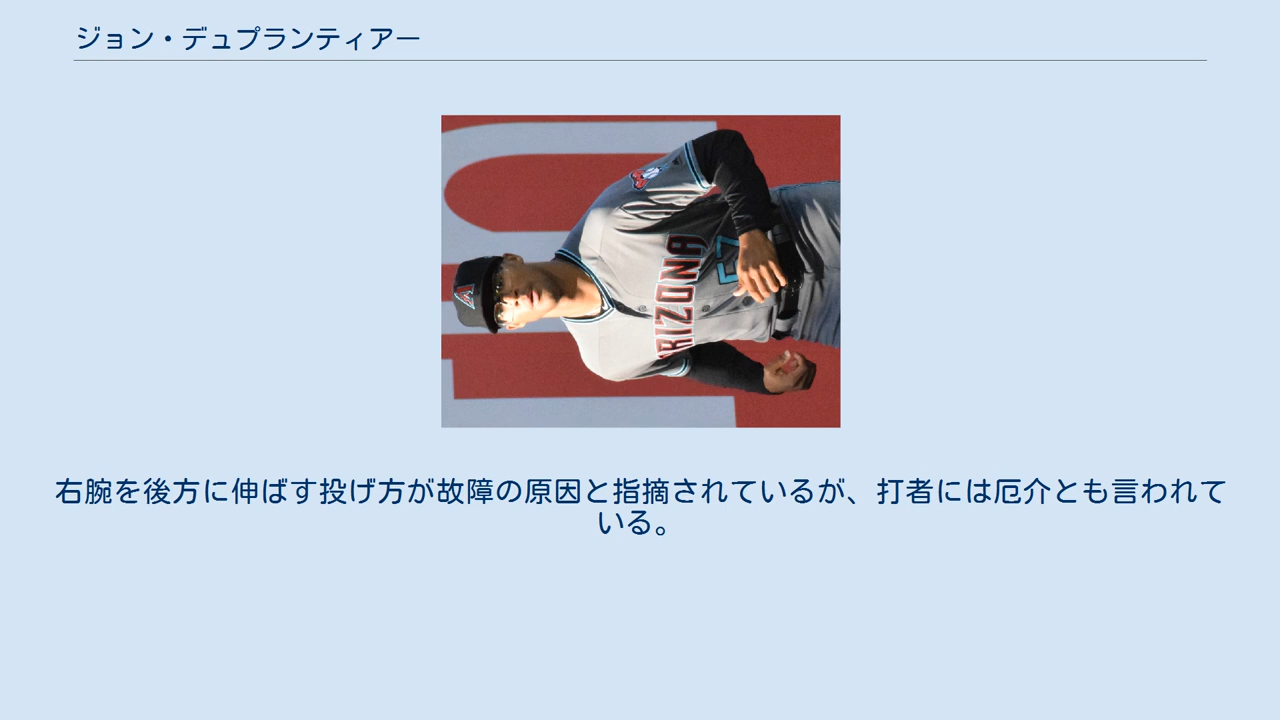 ジョン・デュプランティアー
ARIZONA
57
右腕を後方に伸ばす投げ方が故障の原因と指摘されているが、打者には厄介とも言われて
いる。